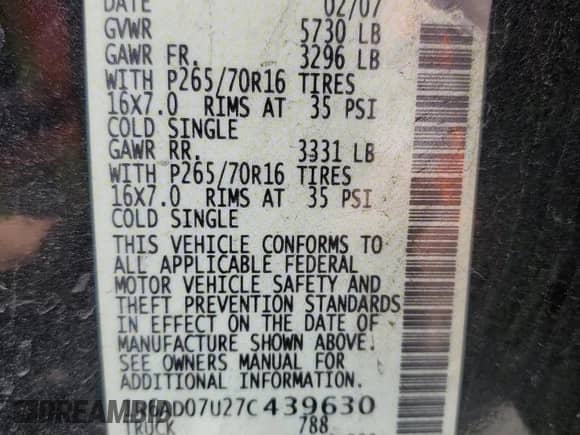 DATE 02/07
GVWR 5730 LB
GAWR FR. 3296 LB
WITH P265/70R16 TIRES
16X7.0 RIMS AT 35 PSI
COLD SINGLE
GAWR RR. 3331 LB
WITH P265/70R16 TIRES
16X7.0 RIMS AT 35 PSI
COLD SINGLE
THIS VEHICLE CONFORMS TO
ALL APPLICABLE FEDERAL
MOTOR VEHICLE SAFETY AND
THEFT PREVENTION STANDARDS
IN EFFECT ON THE DATE OF
MANUFACTURE SHOWN ABOVE.
SEE OWNERS MANUAL FOR
ADDITIONAL INFORMATION.
AD07U27C439630
TRUCK 788
DREAMBID